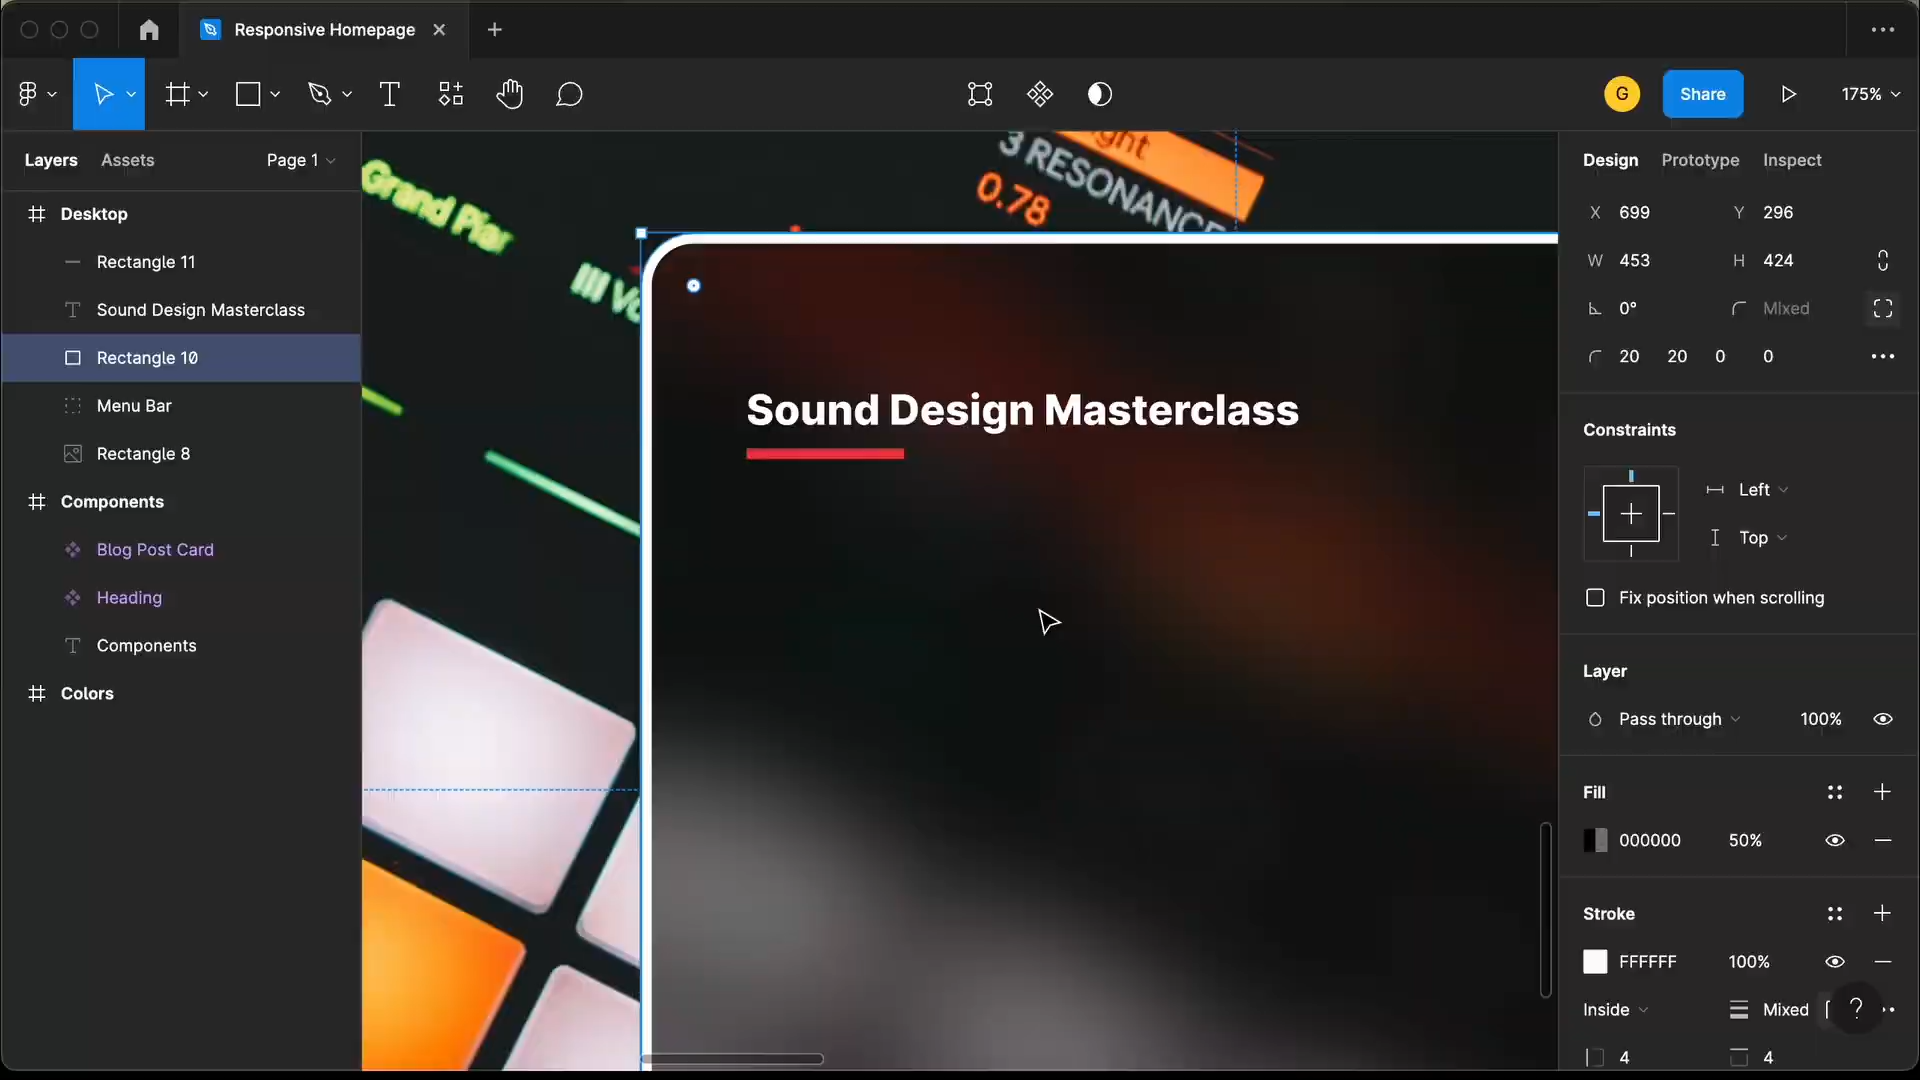 Responsive Homepage
G
Share
175%
Layers
Assets
Page 1
Design
Prototype
Inspect
Desktop
Rectangle 11
Sound Design Masterclass
Rectangle 10
Menu Bar
Rectangle 8
Components
Blog Post Card
Heading
Components
Colors
Grand
3 RESONANCE
0.78
Sound Design Masterclass
X 699
Y 296
W 453
H 424
0°
Mixed
20 20 0 0
Constraints
Left
Top
Fix position when scrolling
Layer
Pass through
100%
Fill
000000 50%
Stroke
FFFFFF 100%
Inside
Mixed
?
4
4